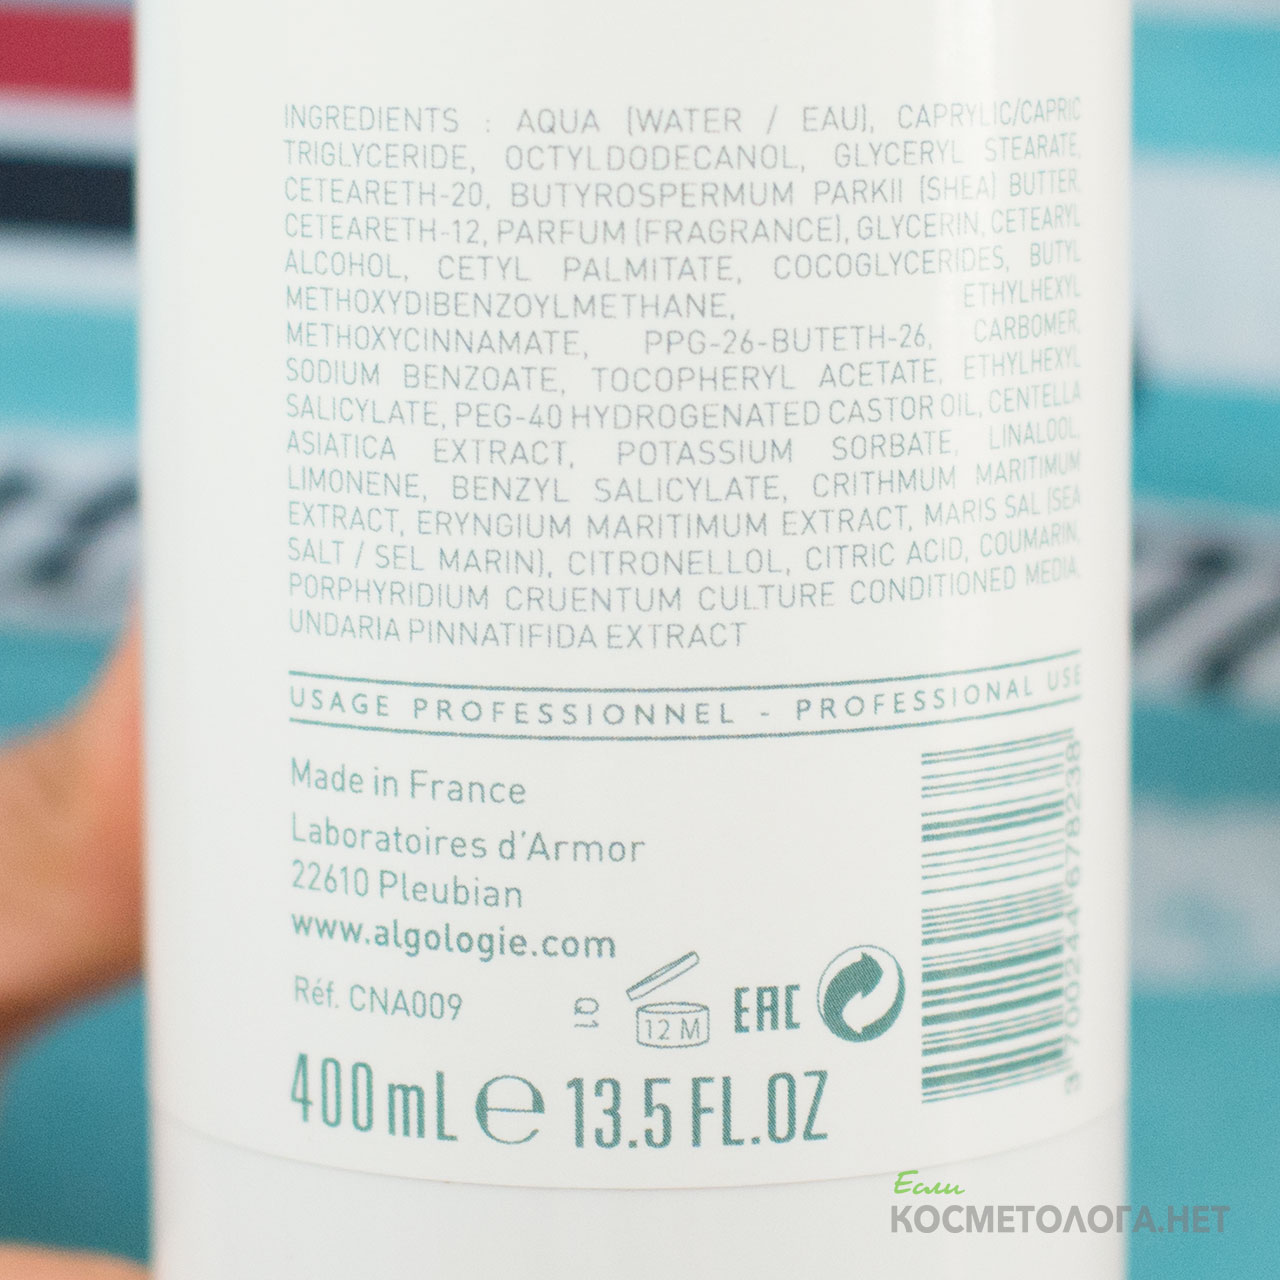 INGREDIENTS : AQUA (WATER / EAU), CAPRYLIC/CAPRIC
TRIGLYCERIDE, OCTYLDODECANOL, GLYCERYL STEARATE,
CETEARETH-20, BUTYROSPERMUM PARKII (SHEA) BUTTER,
CETEARETH-12, PARFUM (FRAGRANCE), GLYCERIN, CETEARYL
ALCOHOL, CETYL PALMITATE, COCOGLYCERIDES, BUTYL
METHOXYDIBENZOYLMETHANE, ETHYLHEXYL
METHOXYCINNAMATE, PPG-26-BUTETH-26, CARBOMER,
SODIUM BENZOATE, TOCOPHERYL ACETATE, ETHYLHEXYL
SALICYLATE, PEG-40 HYDROGENATED CASTOR OIL, CENTELLA
ASIATICA EXTRACT, POTASSIUM SORBATE, LINALOOL,
LIMONENE, BENZYL SALICYLATE, CRITHMUM MARITIMUM
EXTRACT, ERYNGIUM MARITIMUM EXTRACT, MARIS SAL (SEA
SALT / SEL MARIN), CITRONELLOL, CITRIC ACID, COUMARIN,
PORPHYRIDIUM CRUENTUM CULTURE CONDITIONED MEDIA,
UNDARIA PINNATIFIDA EXTRACT
USAGE PROFESSIONNEL - PROFESSIONAL USE
Made in France
Laboratoires d'Armor
22610 Pleubian
www.algologie.com
Réf. CNA009
Q1
12 M
EAC
3 700244 678238
400 mL e 13.5 FL.OZ
Если
КОСМЕТОЛОГА.НЕТ